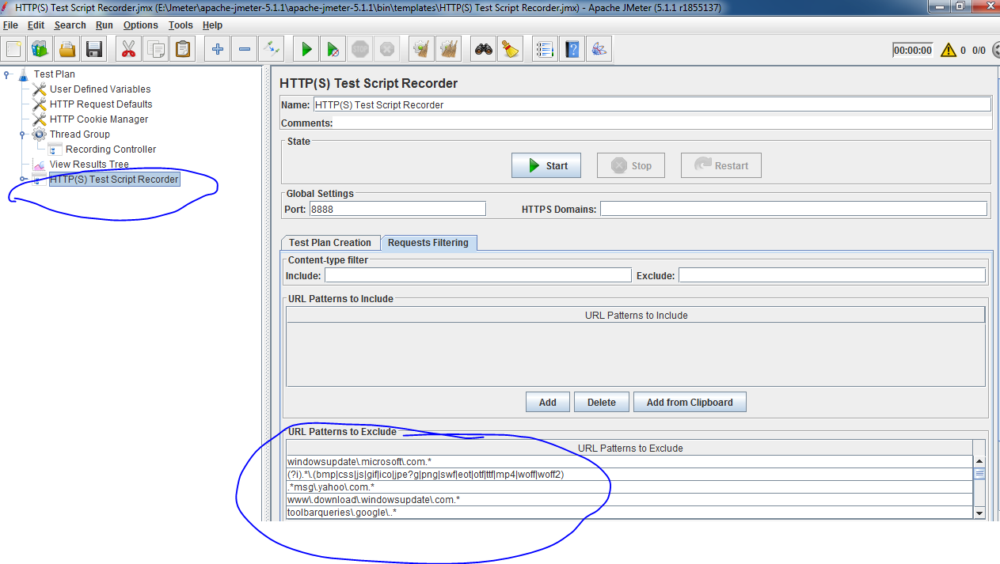 HTTP(S) Test Script Recorder.jmx (E:\Jmeter\apache-jmeter-5.1.1\apache-jmeter-5.1.1\bin\templates\HTTP(S) Test Script Recorder.jmx) - Apache JMeter (5.1.1 r1855137)
File Edit Search Run Options Tools Help
STOP 00:00:00 0 0/0
Test Plan
User Defined Variables
HTTP Request Defaults
HTTP Cookie Manager
Thread Group
Recording Controller
View Results Tree
HTTP(S) Test Script Recorder
HTTP(S) Test Script Recorder
Name: HTTP(S) Test Script Recorder
Comments:
State
Start Stop Restart
Global Settings
Port: 8888 HTTPS Domains:
Test Plan Creation Requests Filtering
Content-type filter
Include: Exclude:
URL Patterns to Include
URL Patterns to Include
Add Delete Add from Clipboard
URL Patterns to Exclude
URL Patterns to Exclude
windowsupdate\.microsoft\.com.*
(?i).*\.(bmp|css|js|gif|ico|jpe?g|png|swf|eot|otf|ttf|mp4|woff|woff2)
.*msg\.yahoo\.com.*
www\.download\.windowsupdate\.com.*
toolbarqueries\.google\..*